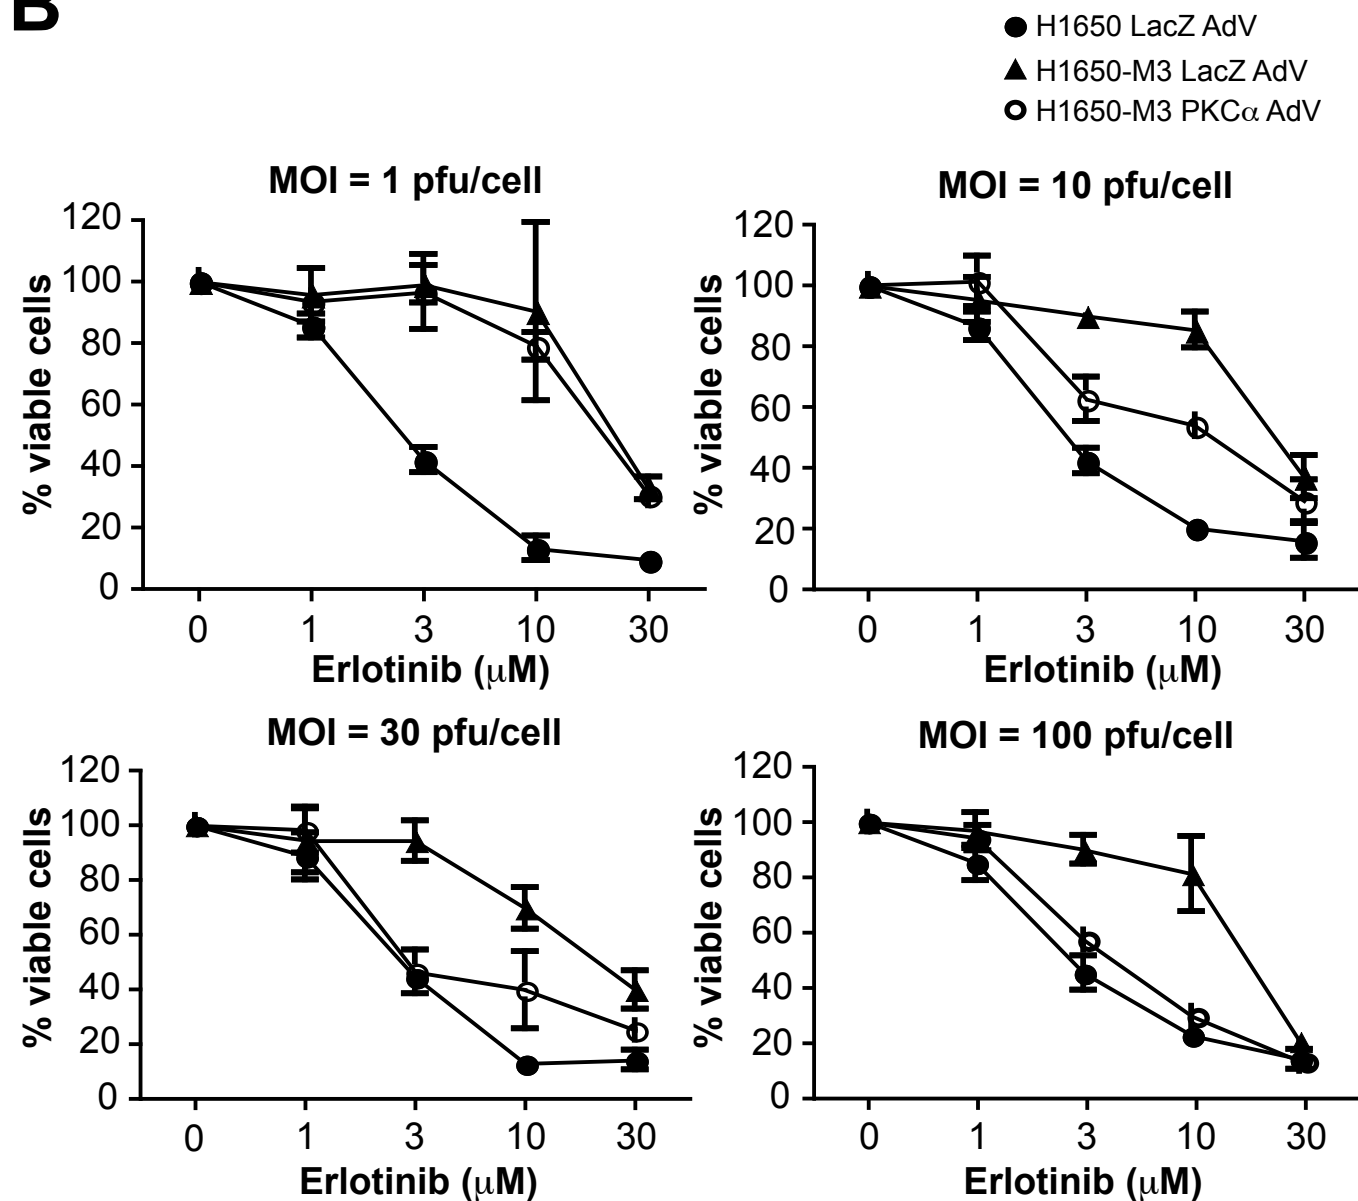 B
H1650 LacZ AdV
H1650-M3 LacZ AdV
H1650-M3 PKCα AdV
MOI = 1 pfu/cell
120
100
80
60
40
20
0
% viable cells
0 1 3 10 30
Erlotinib (μM)
MOI = 10 pfu/cell
120
100
80
60
40
20
0
% viable cells
0 1 3 10 30
Erlotinib (μM)
MOI = 30 pfu/cell
120
100
80
60
40
20
0
% viable cells
0 1 3 10 30
Erlotinib (μM)
MOI = 100 pfu/cell
120
100
80
60
40
20
0
% viable cells
0 1 3 10 30
Erlotinib (μM)